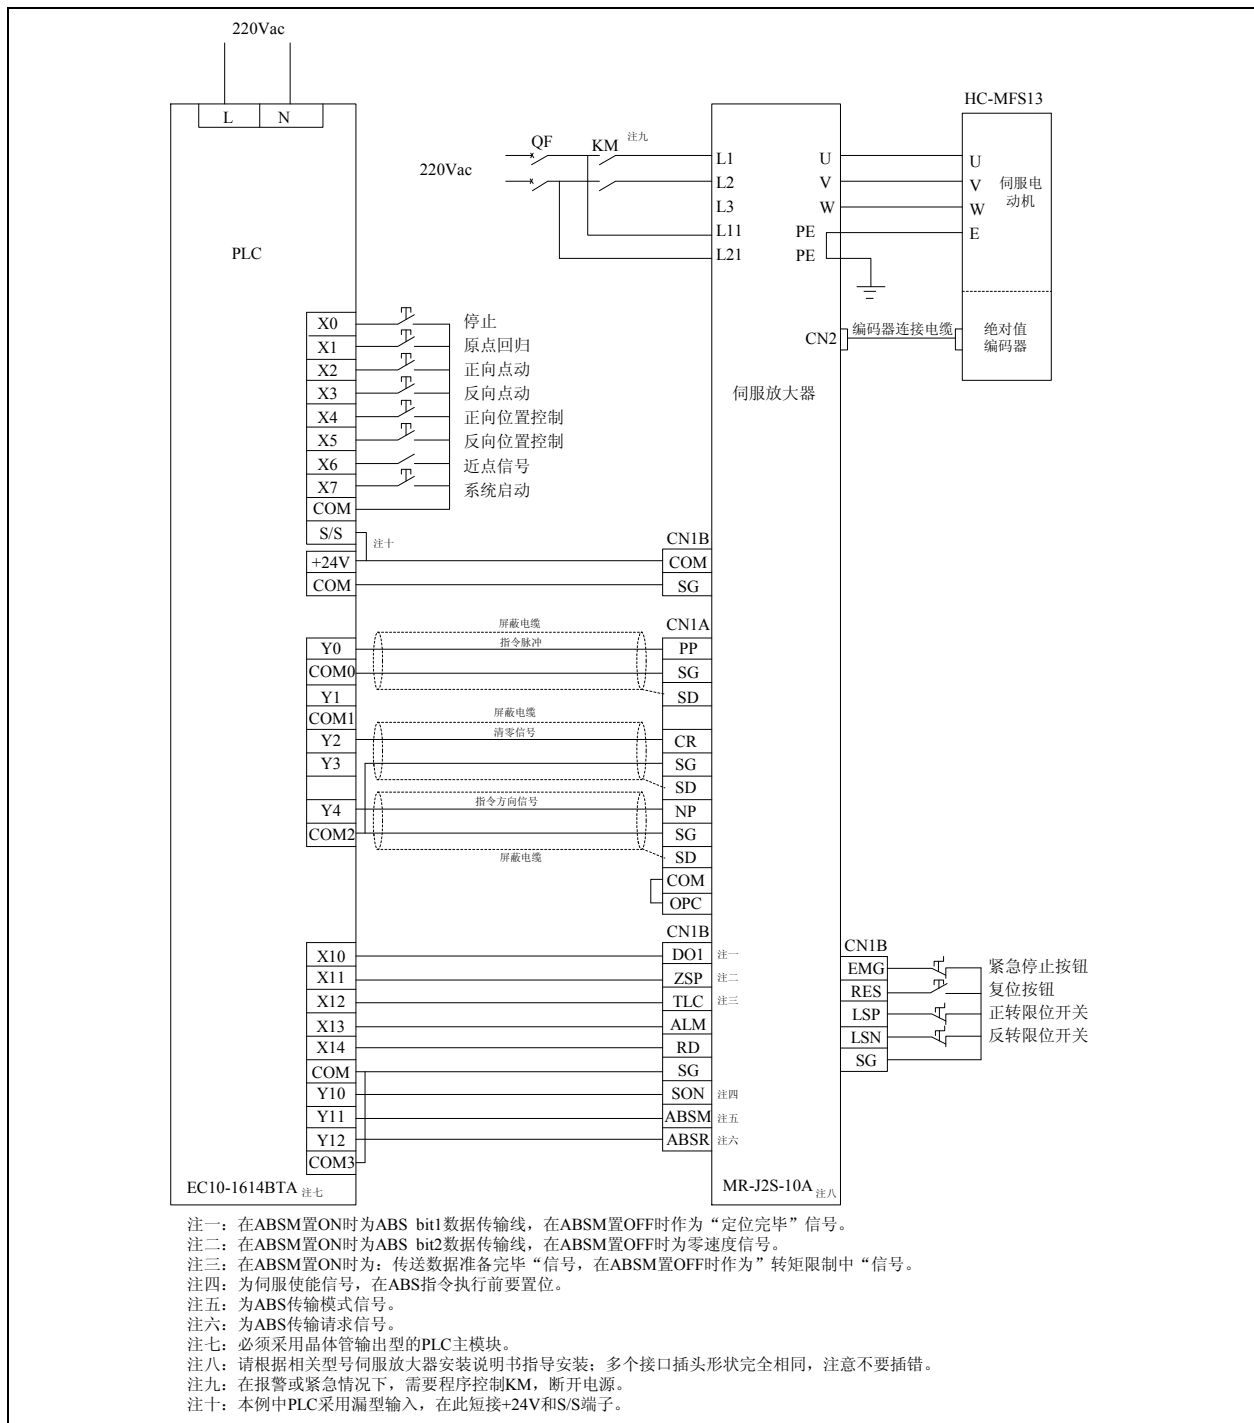 220Vac
L N
PLC
X0 停止
X1 原点回归
X2 正向点动
X3 反向点动
X4 正向位置控制
X5 反向位置控制
X6 近点信号
X7 系统启动
COM
S/S
注十
+24V
COM
Y0
COM0
Y1
COM1
Y2
Y3
Y4
COM2
X10
X11
X12
X13
X14
COM
Y10
Y11
Y12
COM3
EC10-1614BTA 注七
220Vac
QF
KM 注九
屏蔽电缆
指令脉冲
屏蔽电缆
清零信号
指令方向信号
屏蔽电缆
L1
L2
L3
L11
L21
U
V
W
PE
PE
CN2
伺服放大器
CN1B
COM
SG
CN1A
PP
SG
SD
CR
SG
SD
NP
SG
SD
COM
OPC
CN1B
DO1 注一
ZSP 注二
TLC 注三
ALM
RD
SG
SON 注四
ABSM 注五
ABSR 注六
MR-J2S-10A 注八
HC-MFS13
U
V
W
E
伺服电
动机
编码器连接电缆
绝对值
编码器
CN1B
EMG 紧急停止按钮
RES 复位按钮
LSP 正转限位开关
LSN 反转限位开关
SG
注一：在ABSM置ON时为ABS bit1数据传输线，在ABSM置OFF时作为“定位完毕”信号。
注二：在ABSM置ON时为ABS bit2数据传输线，在ABSM置OFF时为零速度信号。
注三：在ABSM置ON时为：传送数据准备完毕“信号，在ABSM置OFF时作为”转矩限制中“信号。
注四：为伺服使能信号，在ABS指令执行前要置位。
注五：为ABS传输模式信号。
注六：为ABS传输请求信号。
注七：必须采用晶体管输出型的PLC主模块。
注八：请根据相关型号伺服放大器安装说明书指导安装；多个接口插头形状完全相同，注意不要插错。
注九：在报警或紧急情况下，需要程序控制KM，断开电源。
注十：本例中PLC采用漏型输入，在此短接+24V和S/S端子。